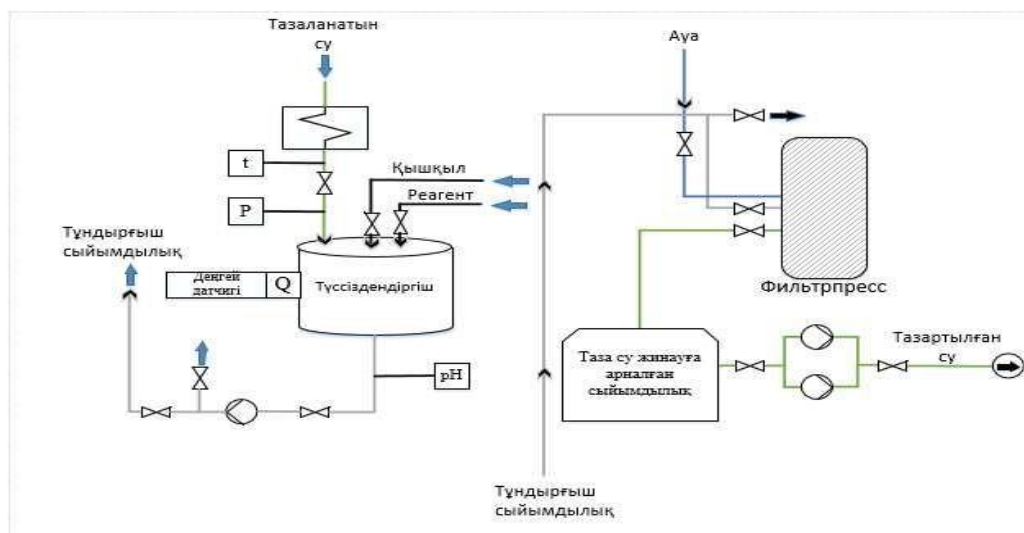 Тазаланатын
су
t
P
Қышқыл
Реагент
Тұндырғыш
сыйымдылық
Деңгей
датчигі
Q
Түссіздендіргіш
pH
Ауа
Фильтрпресс
Таза су жинауға
арналған
сыйымдылық
Тазартылған
су
Тұндырғыш
сыйымдылық